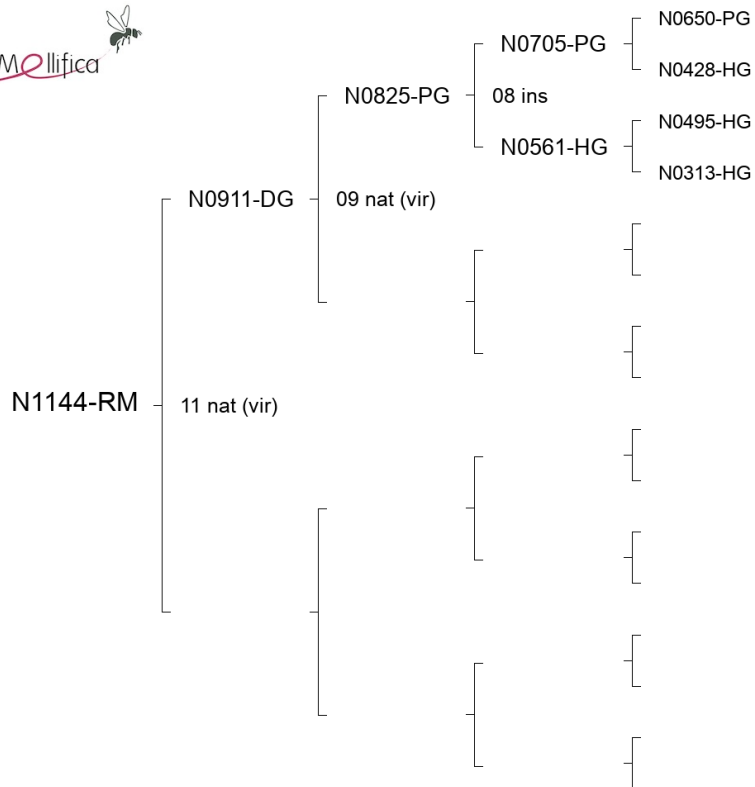 Mellifica
N0650-PG
N0705-PG
N0428-HG
N0825-PG
08 ins
N0495-HG
N0561-HG
N0313-HG
N0911-DG
09 nat (vir)
N1144-RM
11 nat (vir)